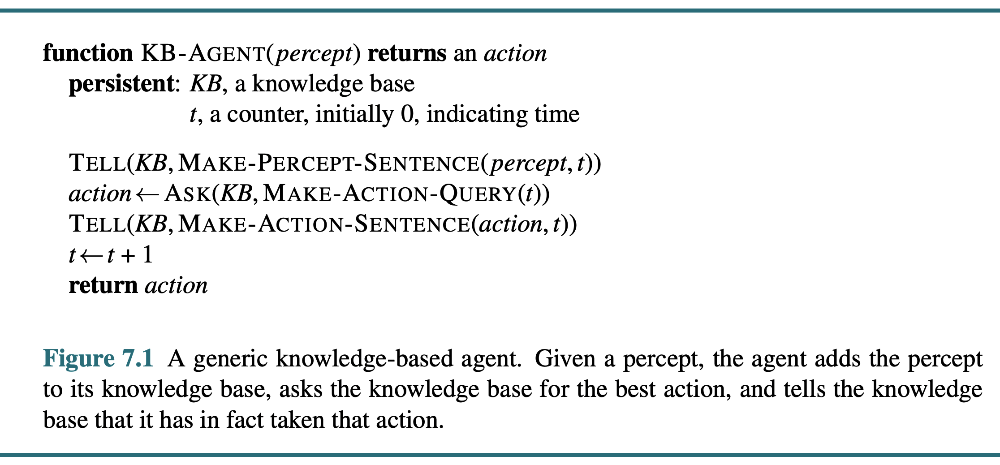 function KB-AGENT(percept) returns an action
persistent: KB, a knowledge base
t, a counter, initially 0, indicating time
TELL(KB, MAKE-PERCEPT-SENTENCE(percept, t))
action ← ASK(KB, MAKE-ACTION-QUERY(t))
TELL(KB, MAKE-ACTION-SENTENCE(action, t))
t ← t + 1
return action
Figure 7.1 A generic knowledge-based agent. Given a percept, the agent adds the percept
to its knowledge base, asks the knowledge base for the best action, and tells the knowledge
base that it has in fact taken that action.